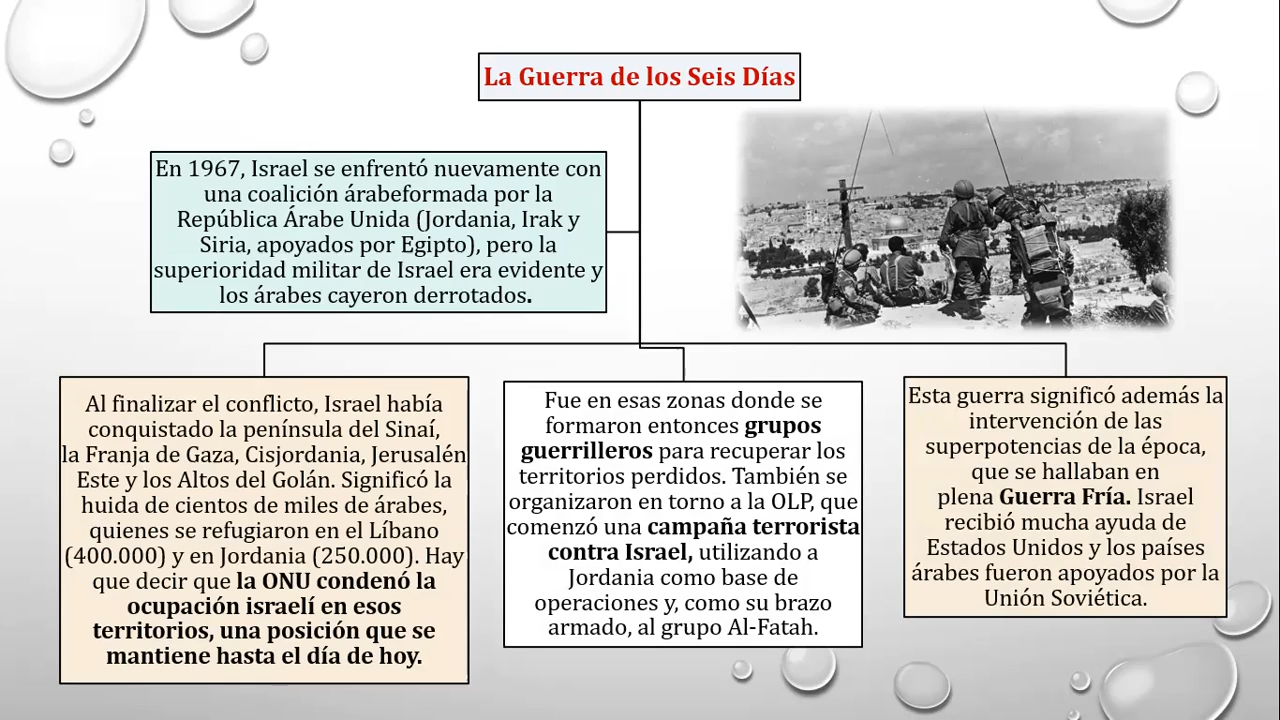 La Guerra de los Seis Días
En 1967, Israel se enfrentó nuevamente con
una coalición árabeformada por la
República Árabe Unida (Jordania, Irak y
Siria, apoyados por Egipto), pero la
superioridad militar de Israel era evidente y
los árabes cayeron derrotados.
Al finalizar el conflicto, Israel había
conquistado la península del Sinaí,
la Franja de Gaza, Cisjordania, Jerusalén
Este y los Altos del Golán. Significó la
huida de cientos de miles de árabes,
quienes se refugiaron en el Líbano
(400.000) y en Jordania (250.000). Hay
que decir que la ONU condenó la
ocupación israelí en esos
territorios, una posición que se
mantiene hasta el día de hoy.
Fue en esas zonas donde se
formaron entonces grupos
guerrilleros para recuperar los
territorios perdidos. También se
organizaron en torno a la OLP, que
comenzó una campaña terrorista
contra Israel, utilizando a
Jordania como base de
operaciones y, como su brazo
armado, al grupo Al-Fatah.
Esta guerra significó además la
intervención de las
superpotencias de la época,
que se hallaban en
plena Guerra Fría. Israel
recibió mucha ayuda de
Estados Unidos y los países
árabes fueron apoyados por la
Unión Soviética.